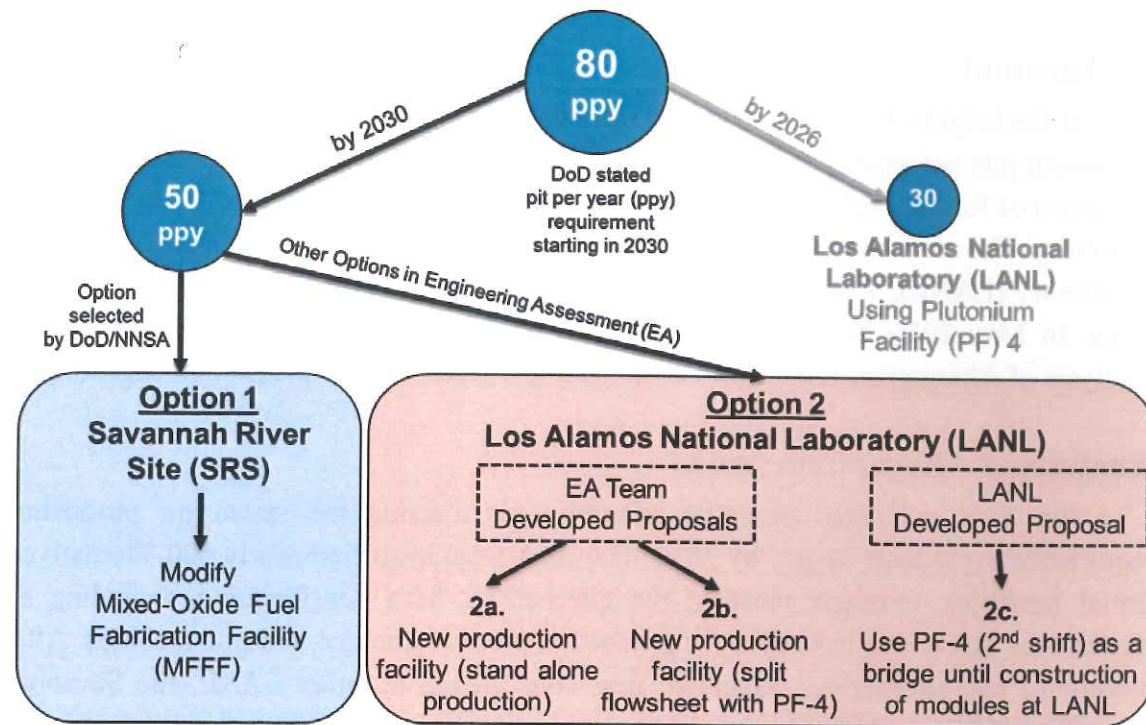 80
ppy
by 2030
by 2026
DoD stated
pit per year (ppy)
requirement
starting in 2030
50
ppy
30
Los Alamos National
Laboratory (LANL)
Using Plutonium
Facility (PF) 4
Option
selected
by DoD/NNSA
Other Options in Engineering Assessment (EA)
Option 1
Savannah River
Site (SRS)
Modify
Mixed-Oxide Fuel
Fabrication Facility
(MFFF)
Option 2
Los Alamos National Laboratory (LANL)
EA Team
Developed Proposals
LANL
Developed Proposal
2a.
New production
facility (stand alone
production)
2b.
New production
facility (split
flowsheet with PF-4)
2c.
Use PF-4 (2nd shift) as a
bridge until construction
of modules at LANL